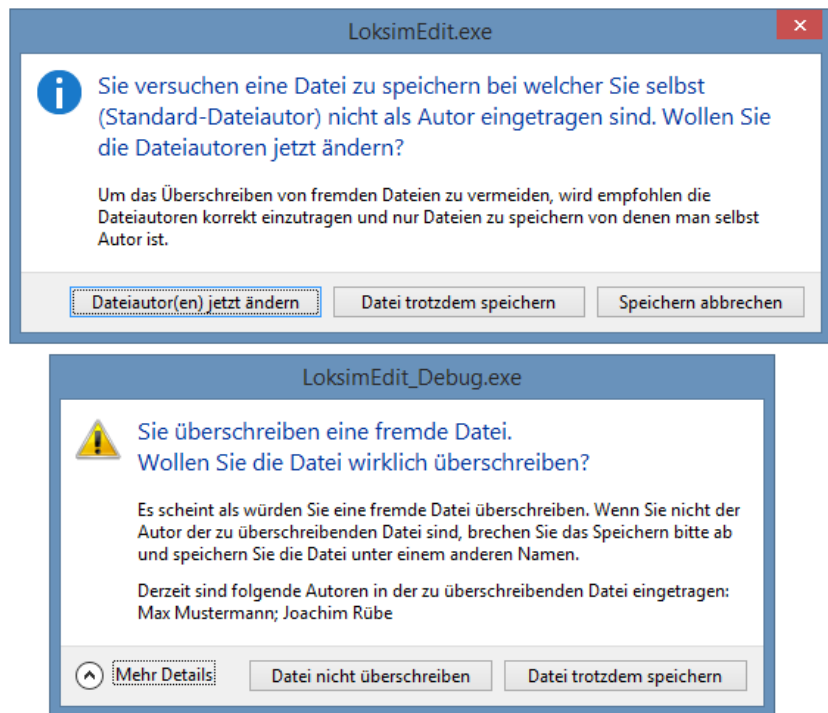 LoksimEdit.exe
Sie versuchen eine Datei zu speichern bei welcher Sie selbst
(Standard-Dateiautor) nicht als Autor eingetragen sind. Wollen Sie
die Dateiautoren jetzt ändern?
Um das Überschreiben von fremden Dateien zu vermeiden, wird empfohlen die
Dateiautoren korrekt einzutragen und nur Dateien zu speichern von denen man selbst
Autor ist.
Dateiautor(en) jetzt ändern Datei trotzdem speichern Speichern abbrechen
LoksimEdit_Debug.exe
Sie überschreiben eine fremde Datei.
Wollen Sie die Datei wirklich überschreiben?
Es scheint als würden Sie eine fremde Datei überschreiben. Wenn Sie nicht der
Autor der zu überschreibenden Datei sind, brechen Sie das Speichern bitte ab
und speichern Sie die Datei unter einem anderen Namen.
Derzeit sind folgende Autoren in der zu überschreibenden Datei eingetragen:
Max Mustermann; Joachim Rübe
Mehr Details Datei nicht überschreiben Datei trotzdem speichern